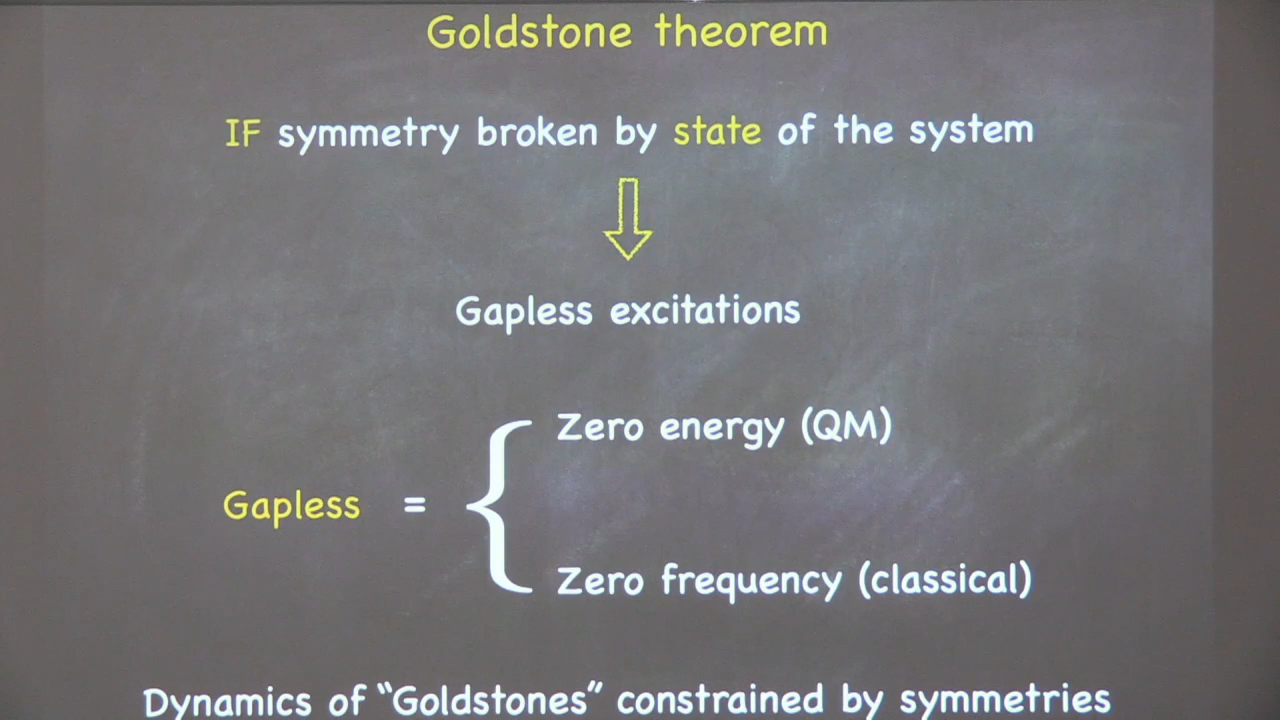 Goldstone theorem
IF symmetry broken by state of the system
Gapless excitations
Zero energy (QM)
Gapless = {
Zero frequency (classical)
Dynamics of “Goldstones” constrained by symmetries